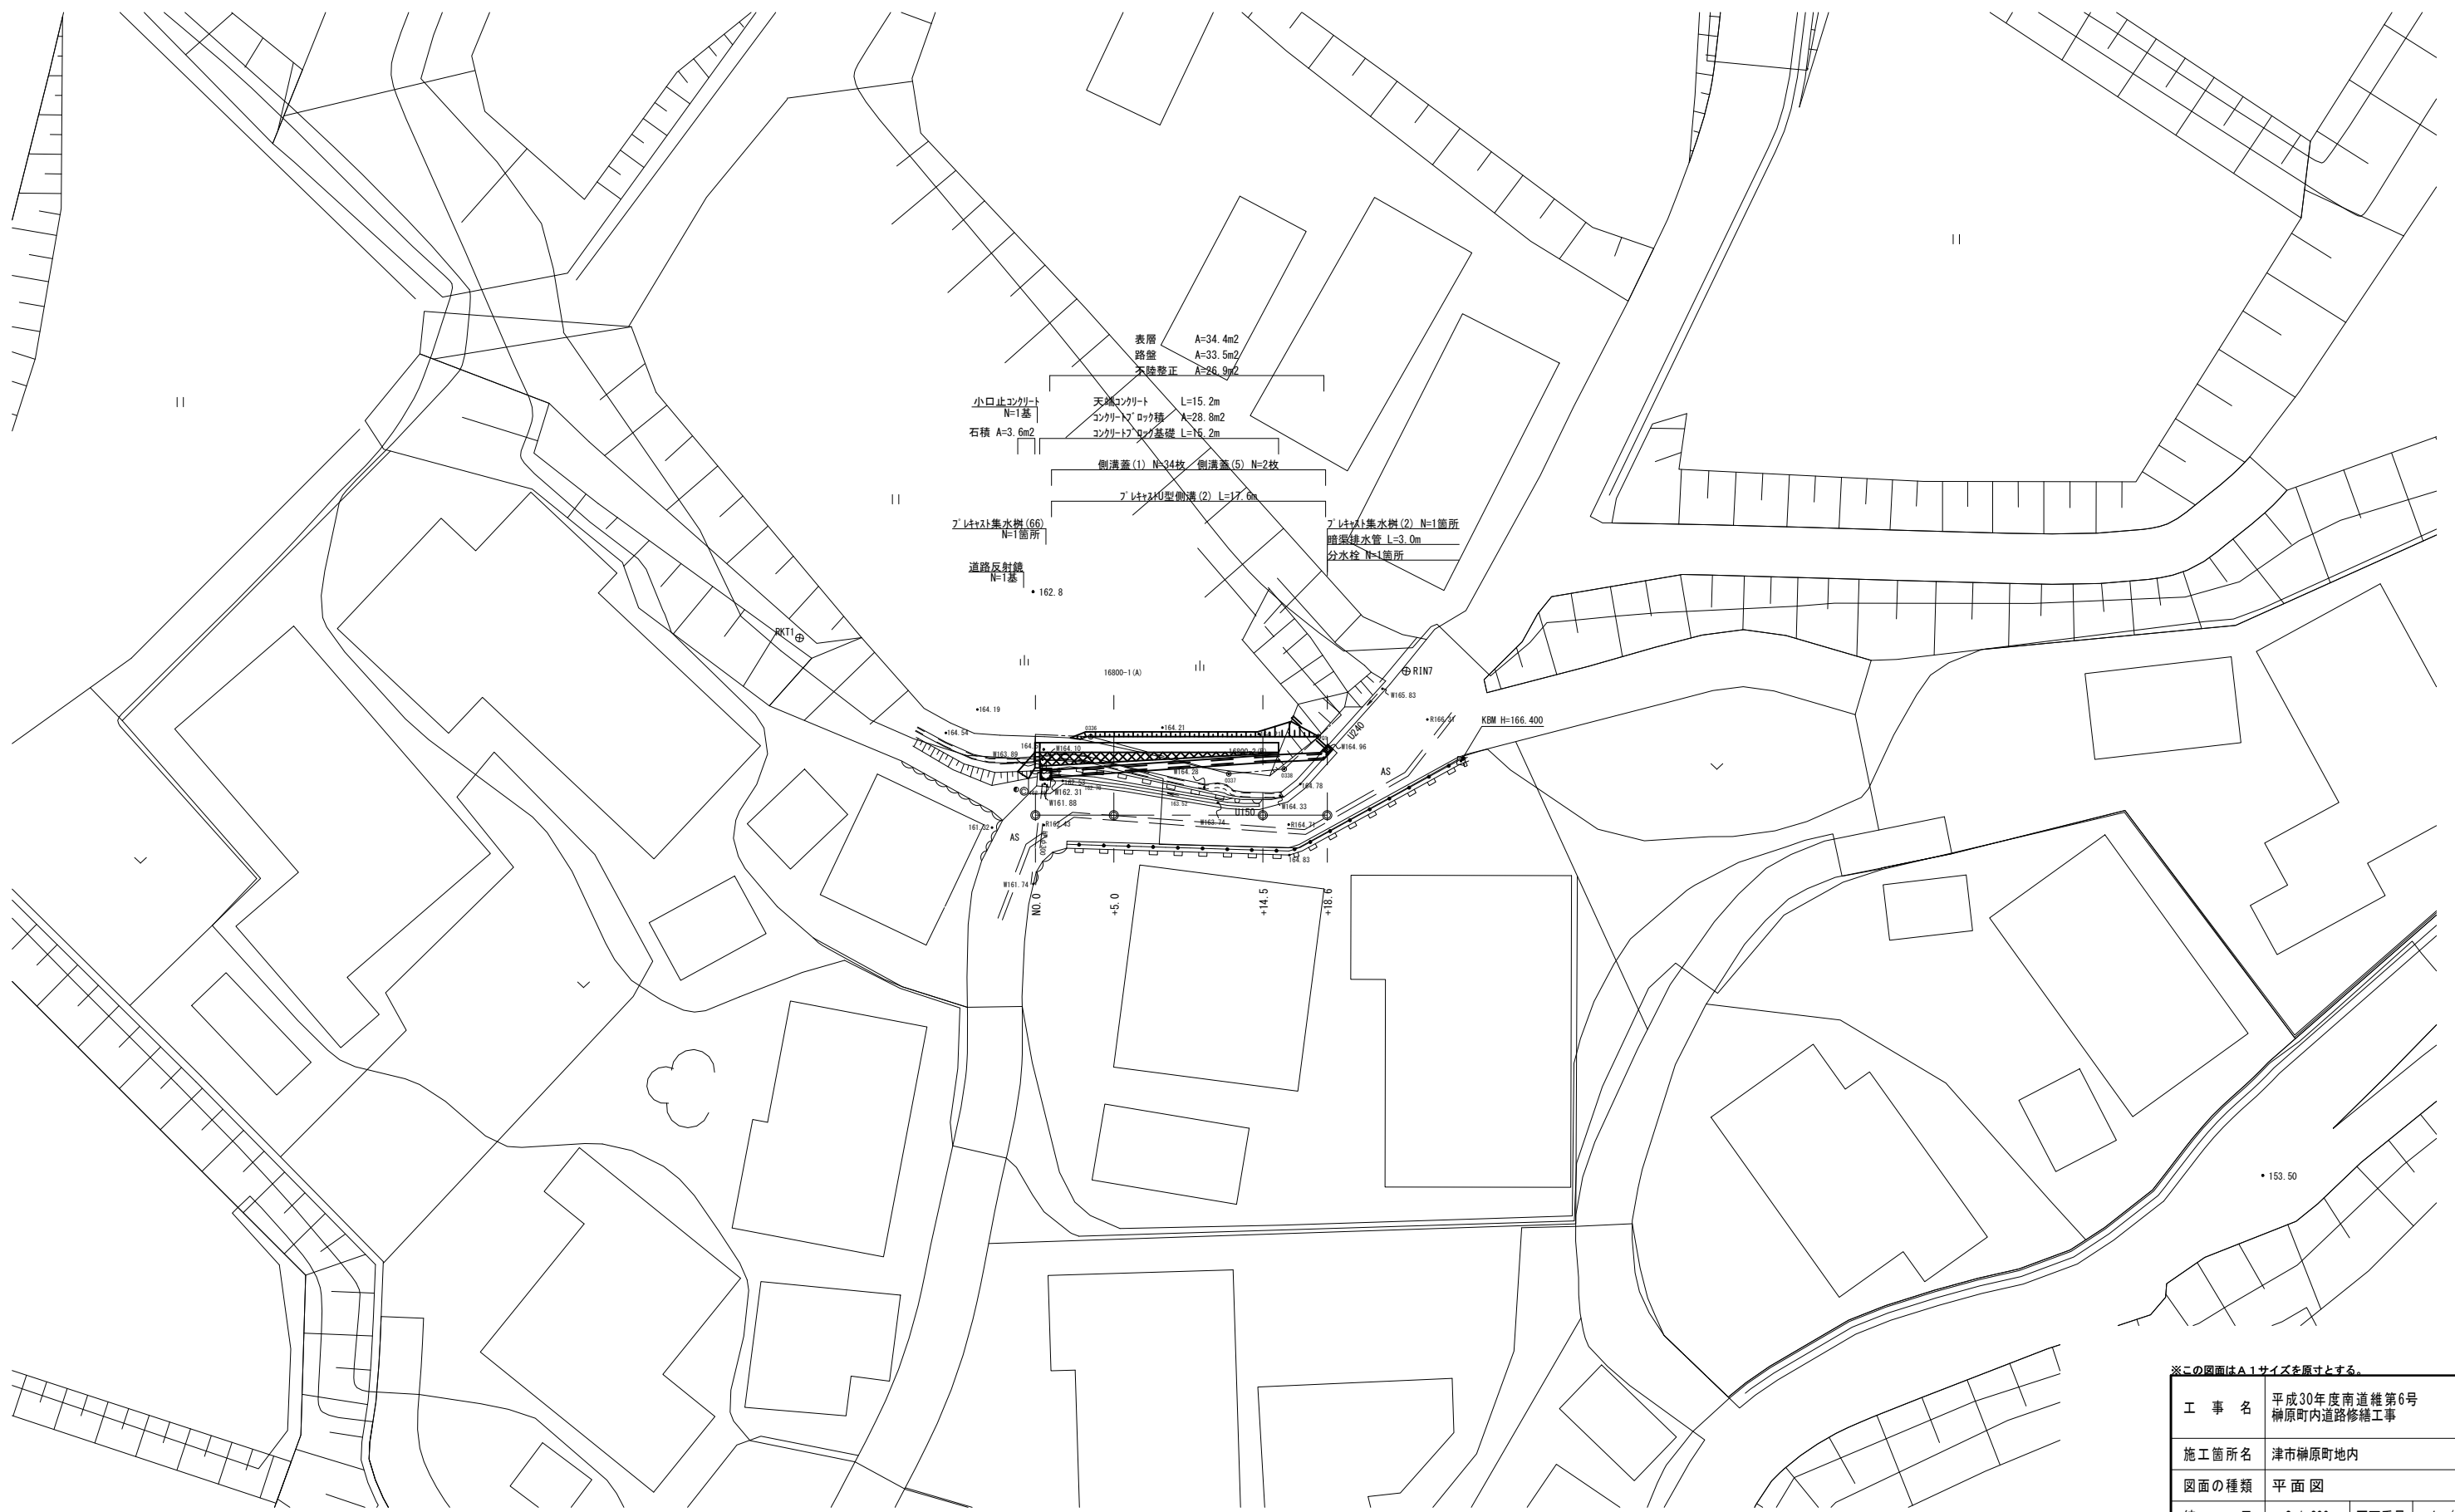 表層 A=34.4m2
路盤 A=33.5m2
不陸整正 A=26.9m2
小口止コンクリート
N=1基
天端コンクリート L=15.2m
コンクリートブロック積 A=28.8m2
石積 A=3.6m2
コンクリートブロック基礎 L=15.2m
側溝蓋(1) N=34枚 側溝蓋(5) N=2枚
プレキャストU型側溝(2) L=17.6m
プレキャスト集水桝(66)
N=1箇所
プレキャスト集水桝(2) N=1箇所
暗渠排水管 L=3.0m
分水栓 N=1箇所
道路反射鏡
N=1基
162.8
RKT1
RIN7
16800-1(A)
W165.83
164.19
164.21
R166.31
KBM H=166.400
164.54
U240
W163.89
W164.10
W164.96
W164.28
AS
164.78
W162.31
W161.88
W164.33
U150
W163.74
161.32
R162.43
R164.71
AS
164.83
W161.74
NO.0
+5.0
+14.5
+18.6
153.50
※この図面はA1サイズを原寸とする。
工事名
平成30年度南道維第6号
榊原町内道路修繕工事
施工箇所名 津市榊原町地内
図面の種類 平面図